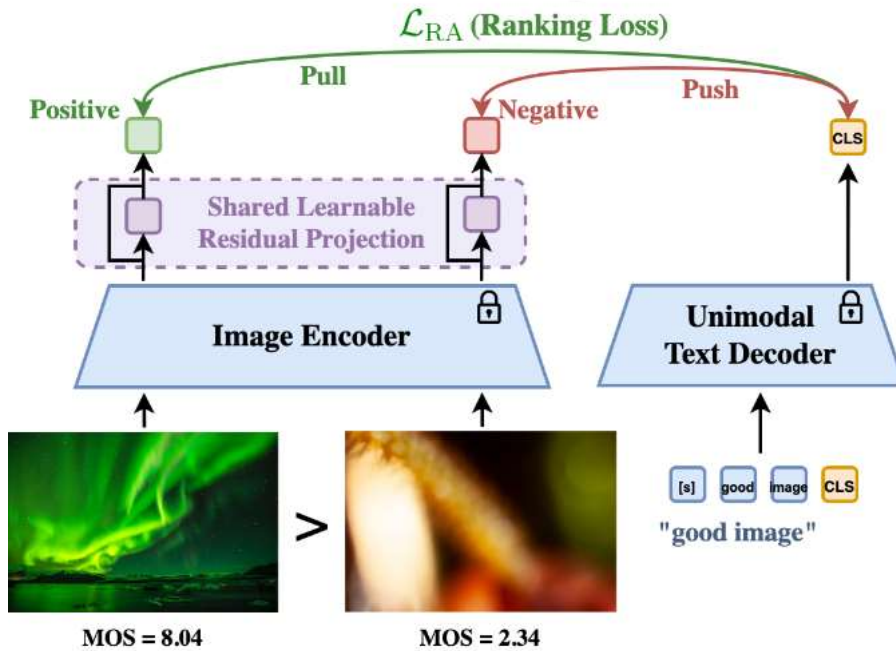 ℒ_RA (Ranking Loss)
Pull
Push
Positive
Negative
CLS
Shared Learnable
Residual Projection
Image Encoder
Unimodal
Text Decoder
[s] good image CLS
"good image"
>
MOS = 8.04
MOS = 2.34